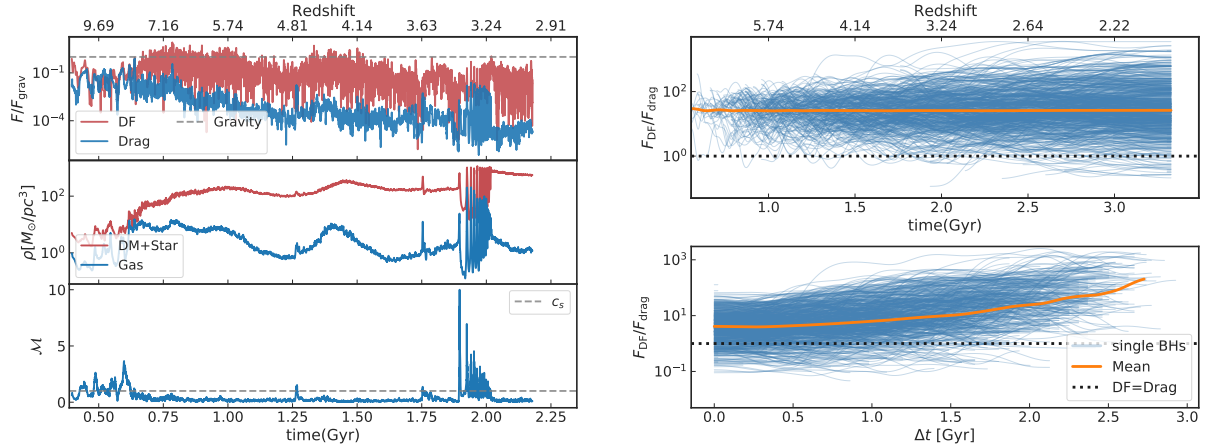 Redshift
9.69 7.16 5.74 4.81 4.14 3.63 3.24 2.91
F/F_grav
10^{-1}
10^{-4}
DF
Drag
Gravity
ρ[M_⊙/pc^3]
10^2
10^0
DM+Star
Gas
ℳ
10
5
0
c_s
0.50 0.75 1.00 1.25 1.50 1.75 2.00 2.25
time(Gyr)
Redshift
5.74 4.14 3.24 2.64 2.22
F_DF/F_drag
10^2
10^0
1.0 1.5 2.0 2.5 3.0
time(Gyr)
F_DF/F_drag
10^3
10^1
10^{-1}
single BHs
Mean
DF=Drag
0.0 0.5 1.0 1.5 2.0 2.5 3.0
Δt [Gyr]